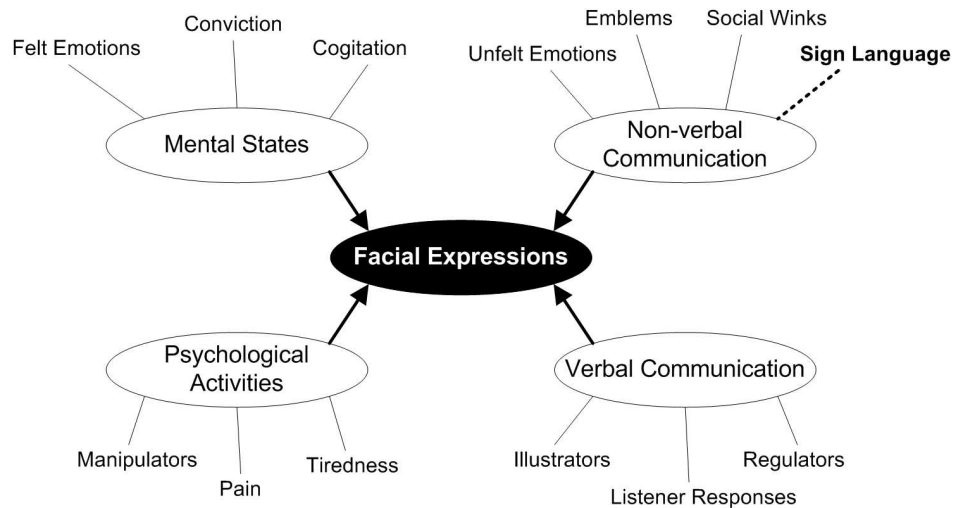 Conviction
Felt Emotions
Cogitation
Mental States
Emblems
Social Winks
Unfelt Emotions
Sign Language
Non-verbal
Communication
Facial Expressions
Psychological
Activities
Manipulators
Pain
Tiredness
Verbal Communication
Illustrators
Listener Responses
Regulators